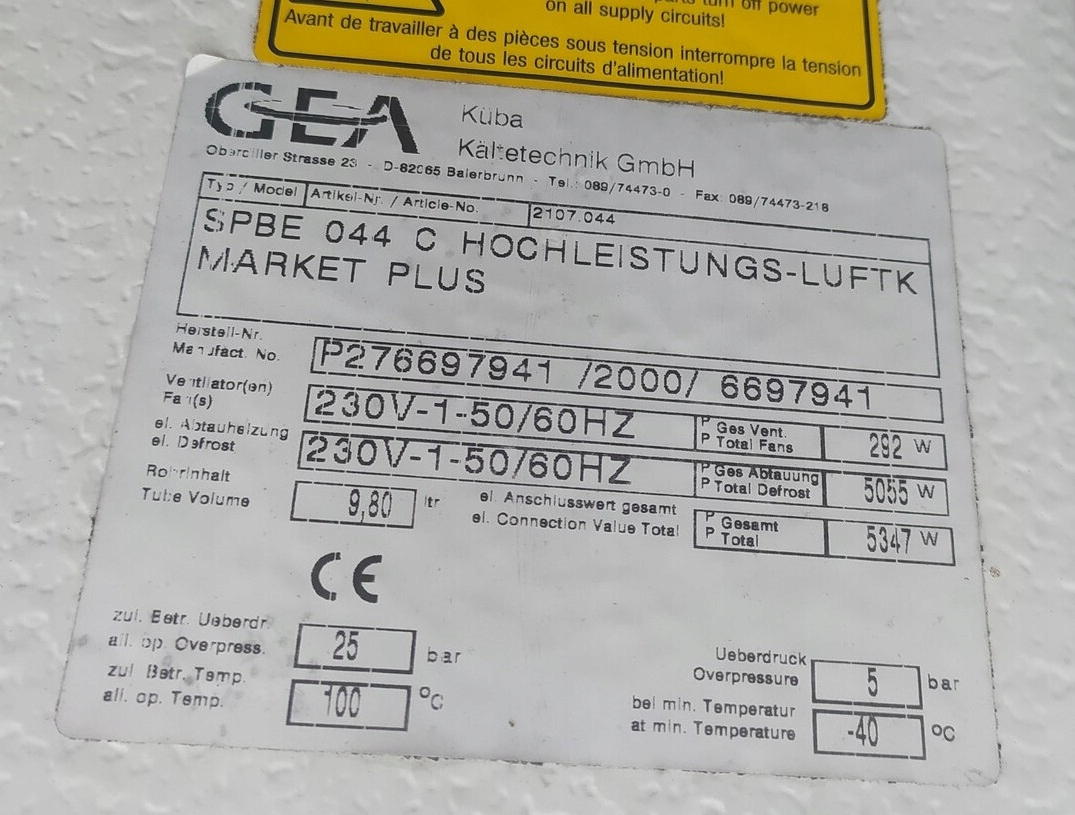 turn off power
on all supply circuits!
Avant de travailler à des pièces sous tension interrompre la tension
de tous les circuits d'alimentation!
GEA
Küba
Kältetechnik GmbH
Oberdiller Strasse 23 - D-82065 Baierbrunn - Tel.: 089/74473-0 - Fax: 089/74473-218
Typ / Model Artikel-Nr. / Article-No. 2107.044
SPBE 044 C HOCHLEISTUNGS-LUFTK
MARKET PLUS
Herstell-Nr.
Manufact. No. P276697941 /2000/ 6697941
Ventilator(en)
Fan(s) 230V-1-50/60HZ P Ges Vent.
P Total Fans 292 W
el. Abtauheizung
el. Defrost 230V-1-50/60HZ P Ges Abtauung
P Total Defrost 5055 W
Rohrinhalt
Tube Volume 9,80 ltr
el. Anschlusswert gesamt
el. Connection Value Total
P Gesamt
P Total 5347 W
CE
zul. Betr. Ueberdr.
all. op. Overpress. 25 bar
zul Betr. Temp.
all. op. Temp. 100 °C
Ueberdruck
Overpressure 5 bar
bei min. Temperatur
at min. Temperature -40 °C